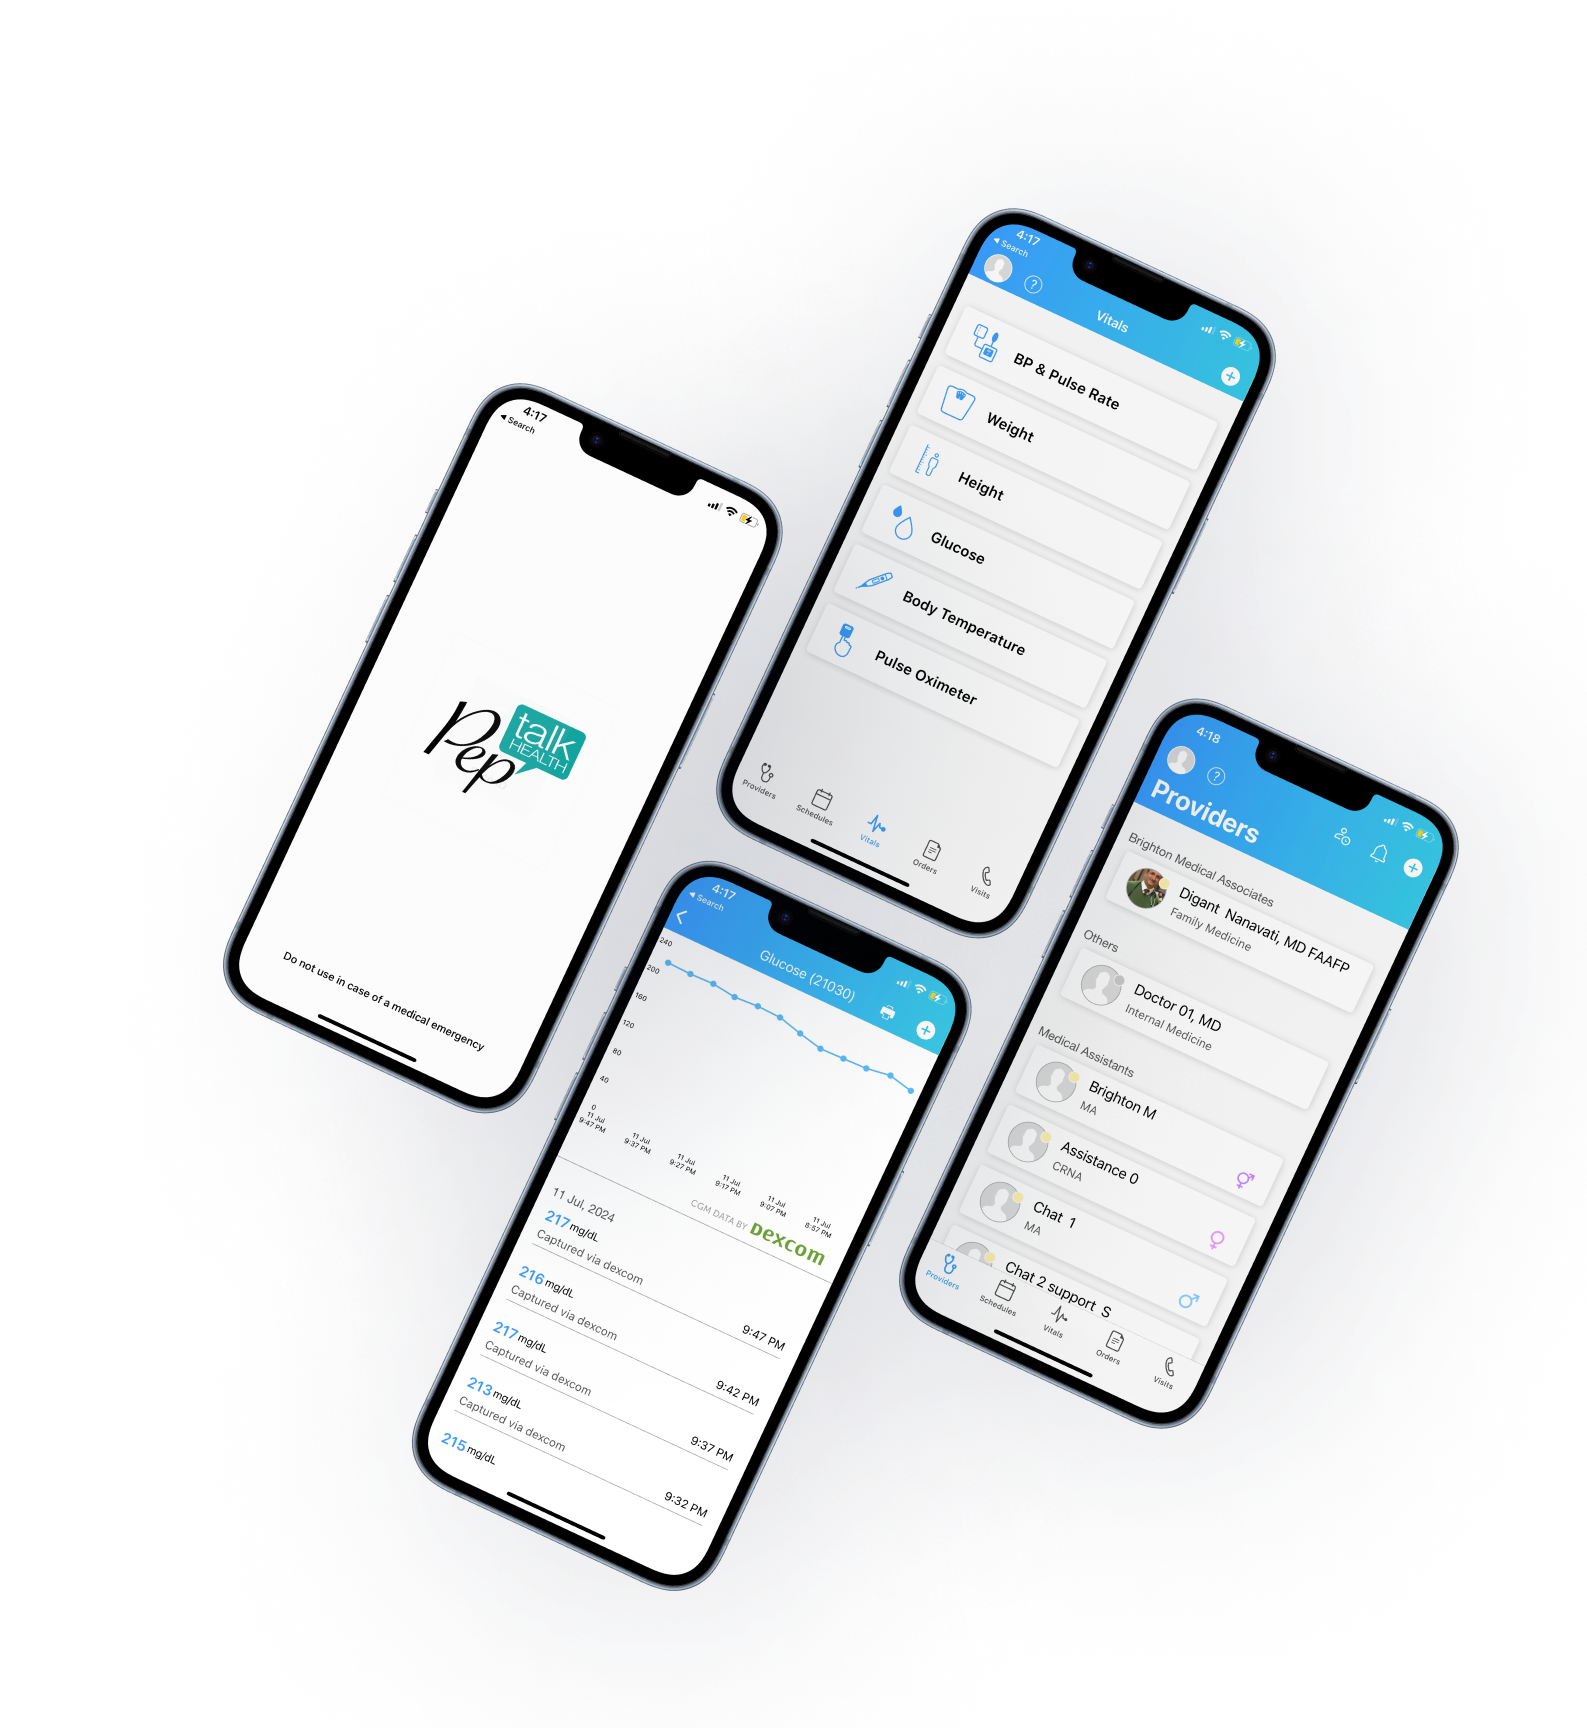 4:17
Search
Pep
talk
HEALTH
Do not use in case of a medical emergency
4:17
Search
?
Vitals
BP & Pulse Rate
Weight
Height
Glucose
Body Temperature
Pulse Oximeter
Providers
Schedules
Vitals
Orders
Visits
4:17
Search
Glucose (21030)
240
200
160
120
80
40
0
11 Jul
9:47 PM
11 Jul
9:37 PM
11 Jul
9:27 PM
11 Jul
9:17 PM
11 Jul
9:07 PM
11 Jul
8:57 PM
CGM DATA BY Dexcom
11 Jul, 2024
217 mg/dL
Captured via dexcom
9:47 PM
216 mg/dL
Captured via dexcom
9:42 PM
217 mg/dL
Captured via dexcom
9:37 PM
213 mg/dL
Captured via dexcom
9:32 PM
215 mg/dL
4:18
?
Providers
Brighton Medical Associates
Digant Nanavati, MD FAAFP
Family Medicine
Others
Doctor 01, MD
Internal Medicine
Medical Assistants
Brighton M
MA
Assistance 0
CRNA
Chat 1
MA
Chat 2 support S
Providers
Schedules
Vitals
Orders
Visits